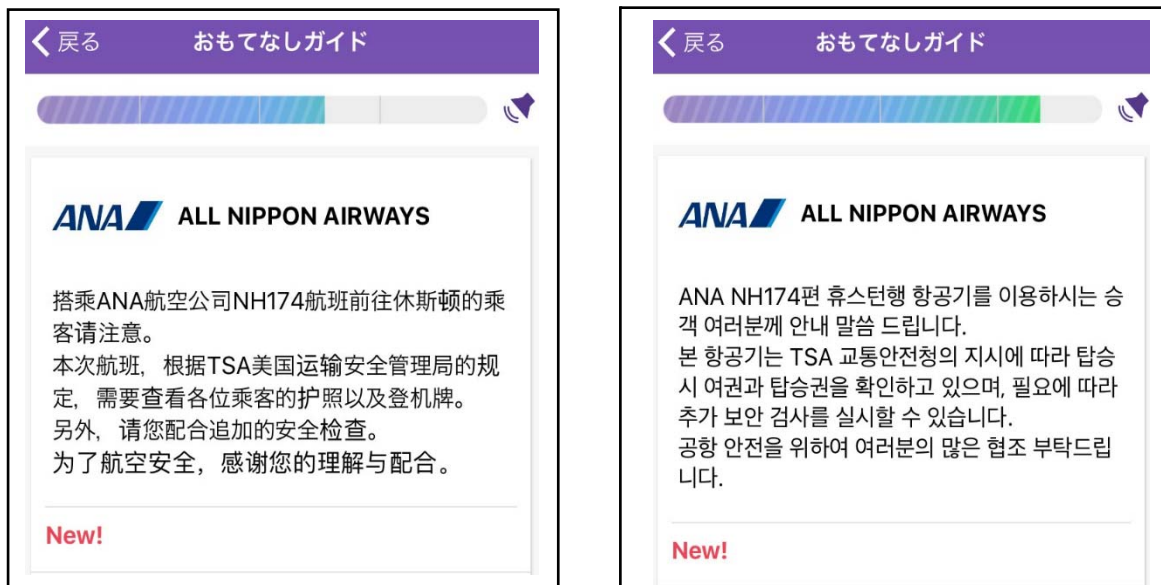 戻る おもてなしガイド
ANA ALL NIPPON AIRWAYS
搭乘ANA航空公司NH174航班前往休斯顿的乘
客请注意。
本次航班，根据TSA美国运输安全管理局的规
定，需要查看各位乘客的护照以及登机牌。
另外，请您配合追加的安全检查。
为了航空安全，感谢您的理解与配合。
New!
戻る おもてなしガイド
ANA ALL NIPPON AIRWAYS
ANA NH174편 휴스턴행 항공기를 이용하시는 승
객 여러분께 안내 말씀 드립니다.
본 항공기는 TSA 교통안전청의 지시에 따라 탑승
시 여권과 탑승권을 확인하고 있으며, 필요에 따라
추가 보안 검사를 실시할 수 있습니다.
공항 안전을 위하여 여러분의 많은 협조 부탁드립
니다.
New!